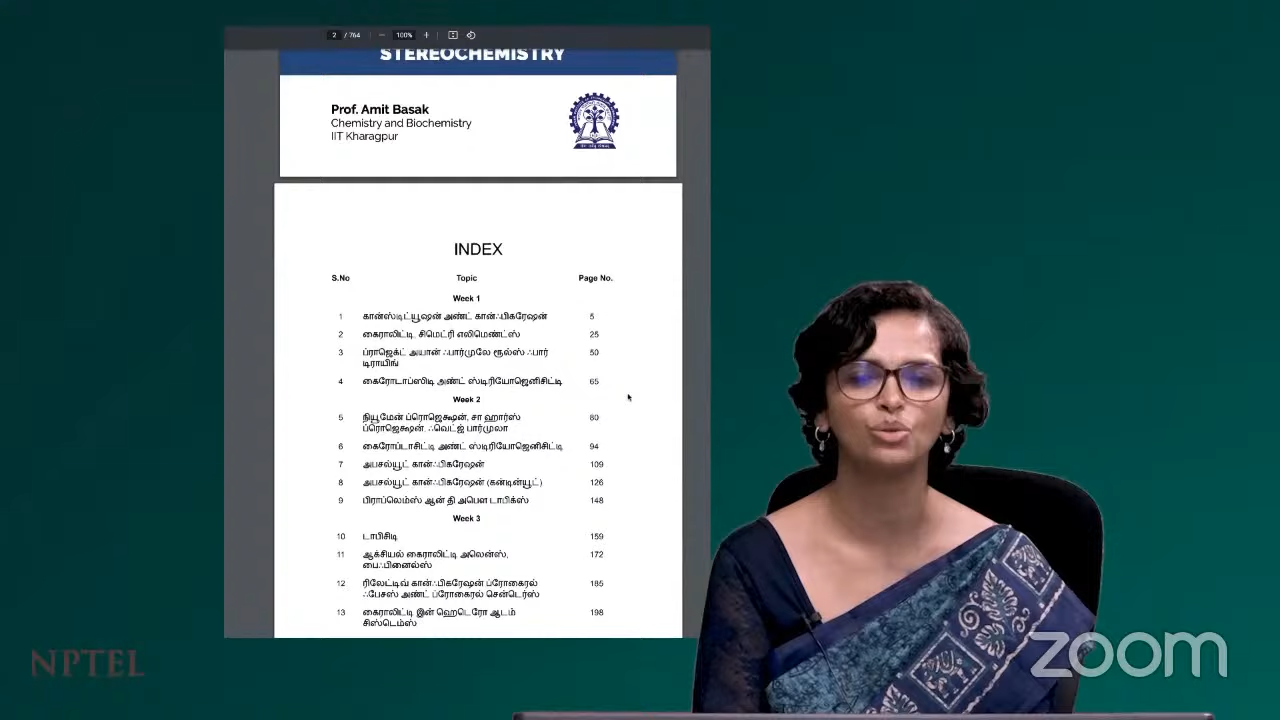 2 / 764 − 100% +
STEREOCHEMISTRY
Prof. Amit Basak
Chemistry and Biochemistry
IIT Kharagpur
INDEX
S.No Topic Page No.
Week 1
1 கான்ஸ்டிட்யூஷன் அண்ட் கான்ஃபிகரேஷன் 5
2 கைராலிட்டி, சிமெட்ரி எலிமெண்ட்ஸ் 25
3 ப்ராஜெக்ட் அயான் ஃபார்முலே ரூல்ஸ் ஃபார் 50
டிராயிங்
4 கைரோடாப்ஸிடி அண்ட் ஸ்டிரியோஜெனிசிட்டி 65
Week 2
5 நியூமேன் ப்ரொஜெக்ஷன், சா ஹார்ஸ் 80
ப்ரொஜெக்ஷன், ஃவெட்ஜ் பார்முலா
6 கைரோப்டாசிட்டி அண்ட் ஸ்டிரியோஜெனிசிட்டி 94
7 அபசல்யூட் கான்ஃபிகரேஷன் 109
8 அபசல்யூட் கான்ஃபிகரேஷன் (கன்டின்யூட்) 126
9 பிராப்லெம்ஸ் ஆன் தி அபௌ டாபிக்ஸ் 148
Week 3
10 டாபிசிடி 159
11 ஆக்சியல் கைராலிட்டி அலென்ஸ், 172
பைஃபினைல்ஸ்
12 ரிலேட்டிவ் கான்ஃபிகரேஷன் ப்ரோகைரல் 185
ஃபேசஸ் அண்ட் ப்ரோகைரல் சென்டெர்ஸ்
13 கைராலிட்டி இன் ஹெடெரோ ஆடம் 198
சிஸ்டெம்ஸ்
NPTEL
zoom